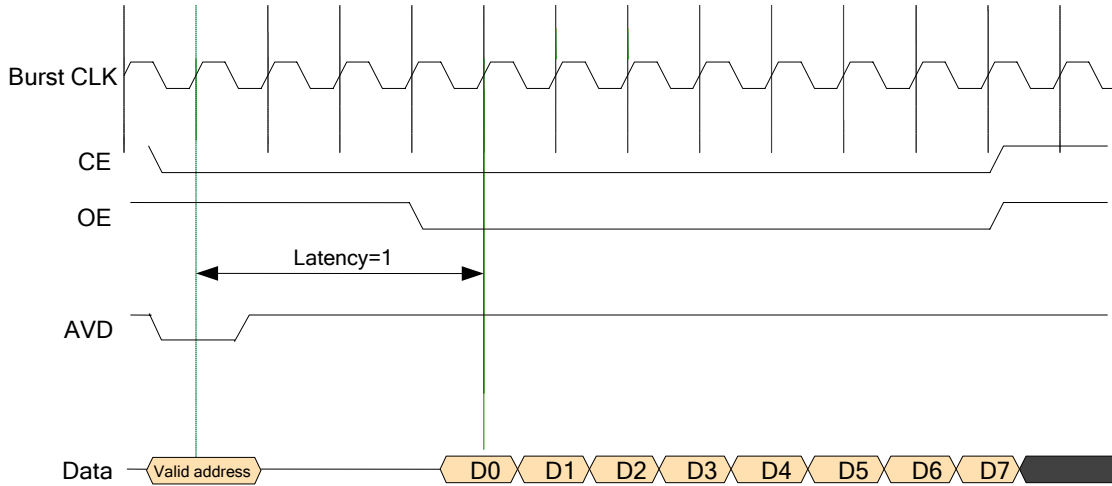 Burst CLK
CE
OE
Latency=1
AVD
Data
Valid address
D0
D1
D2
D3
D4
D5
D6
D7